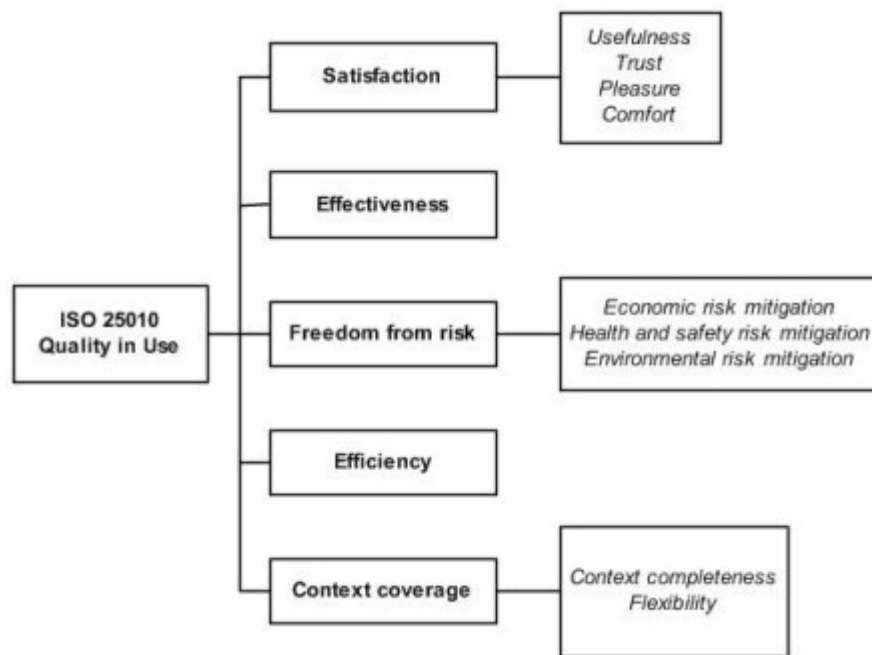 Satisfaction
Usefulness
Trust
Pleasure
Comfort
Effectiveness
ISO 25010
Quality in Use
Freedom from risk
Economic risk mitigation
Health and safety risk mitigation
Environmental risk mitigation
Efficiency
Context coverage
Context completeness
Flexibility